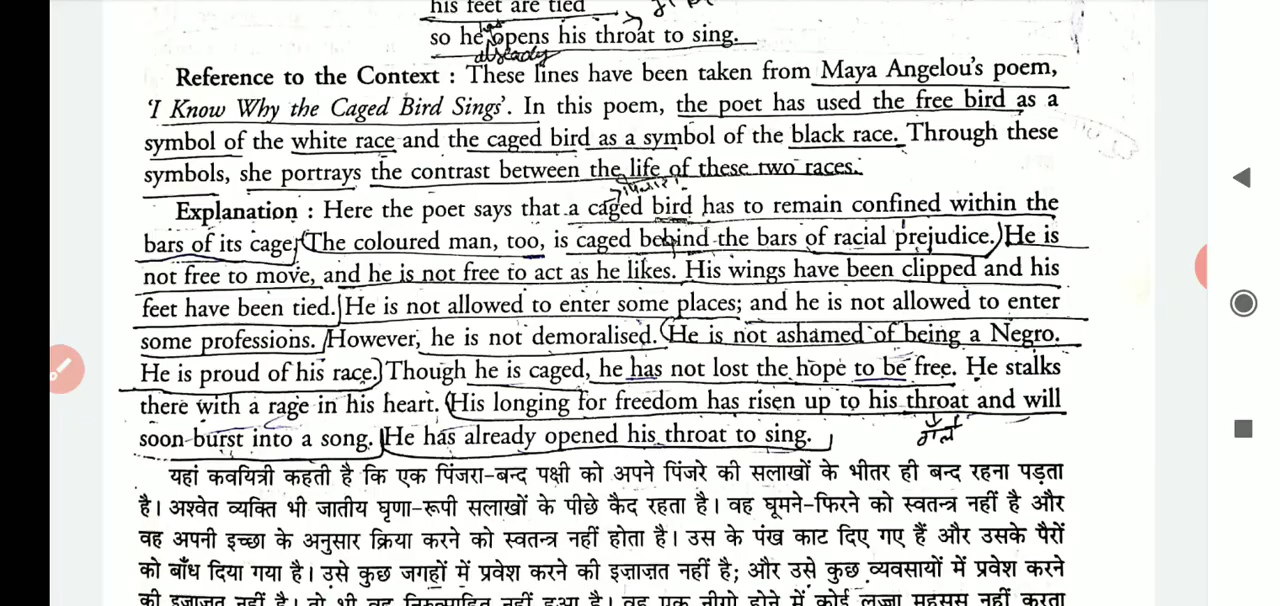 his feet are tied
so he opens his throat to sing.
has
already
Reference to the Context : These lines have been taken from Maya Angelou's poem,
'I Know Why the Caged Bird Sings'. In this poem, the poet has used the free bird as a
symbol of the white race and the caged bird as a symbol of the black race. Through these
symbols, she portrays the contrast between the life of these two races.
Explanation : Here the poet says that a caged bird has to remain confined within the
bars of its cage. The coloured man, too, is caged behind the bars of racial prejudice. He is
not free to move, and he is not free to act as he likes. His wings have been clipped and his
feet have been tied. He is not allowed to enter some places; and he is not allowed to enter
some professions. However, he is not demoralised. He is not ashamed of being a Negro.
He is proud of his race. Though he is caged, he has not lost the hope to be free. He stalks
there with a rage in his heart. His longing for freedom has risen up to his throat and will
soon burst into a song. He has already opened his throat to sing.
यहां कवयित्री कहती है कि एक पिंजरा-बन्द पक्षी को अपने पिंजरे की सलाखों के भीतर ही बन्द रहना पड़ता
है। अश्वेत व्यक्ति भी जातीय घृणा-रूपी सलाखों के पीछे कैद रहता है। वह घूमने-फिरने को स्वतन्त्र नहीं है और
वह अपनी इच्छा के अनुसार क्रिया करने को स्वतन्त्र नहीं होता है। उस के पंख काट दिए गए हैं और उसके पैरों
को बाँध दिया गया है। उसे कुछ जगहों में प्रवेश करने की इज़ाज़त नहीं है; और उसे कुछ व्यवसायों में प्रवेश करने
की इजाज़त नहीं है। तो भी वह निरुत्साहित नहीं हुआ है। वह एक नीग्रो होने में कोई लज्जा महसूस नहीं करता